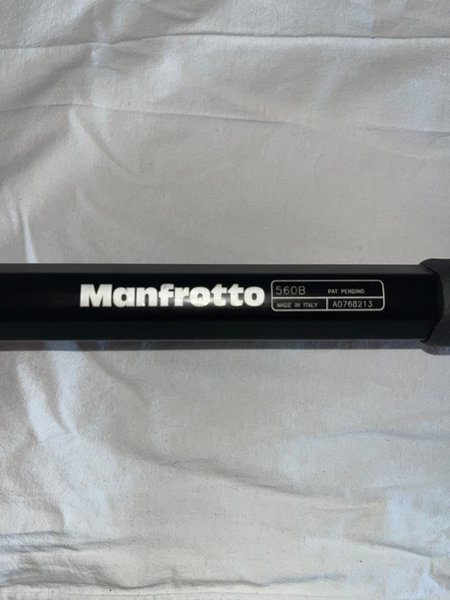 Manfrotto
560B PAT PENDING
MADE IN ITALY A0768213